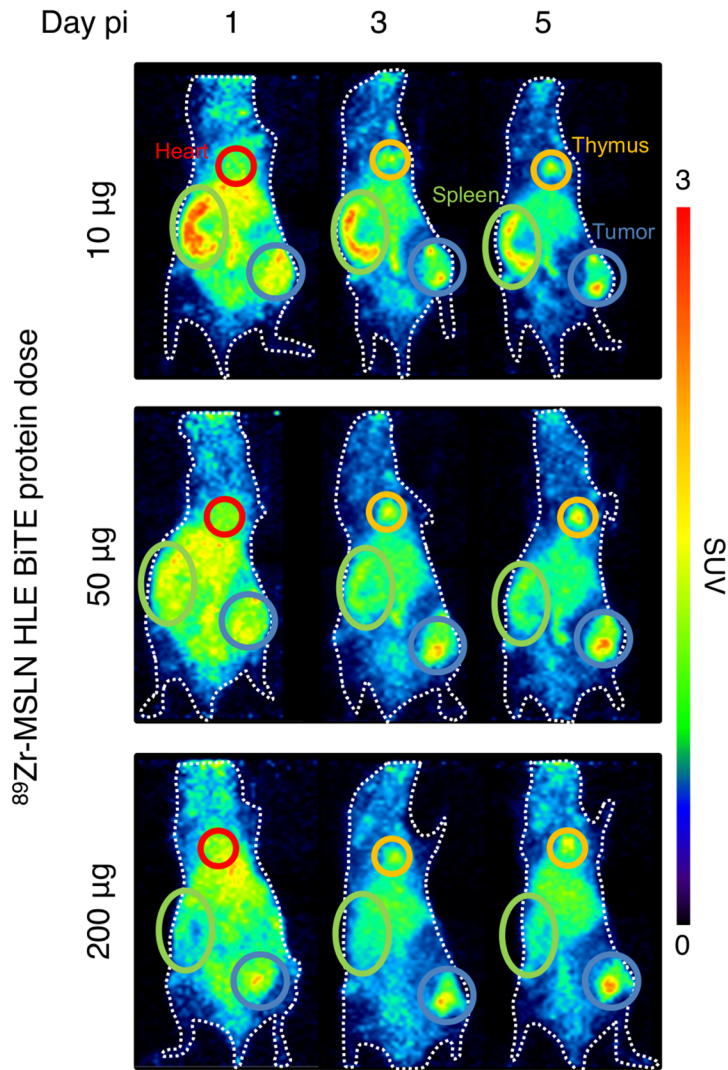 Day pi 1 3 5
Heart
Thymus
Spleen
Tumor
10 µg
50 µg
200 µg
⁸⁹Zr-MSLN HLE BiTE protein dose
3
SUV
0